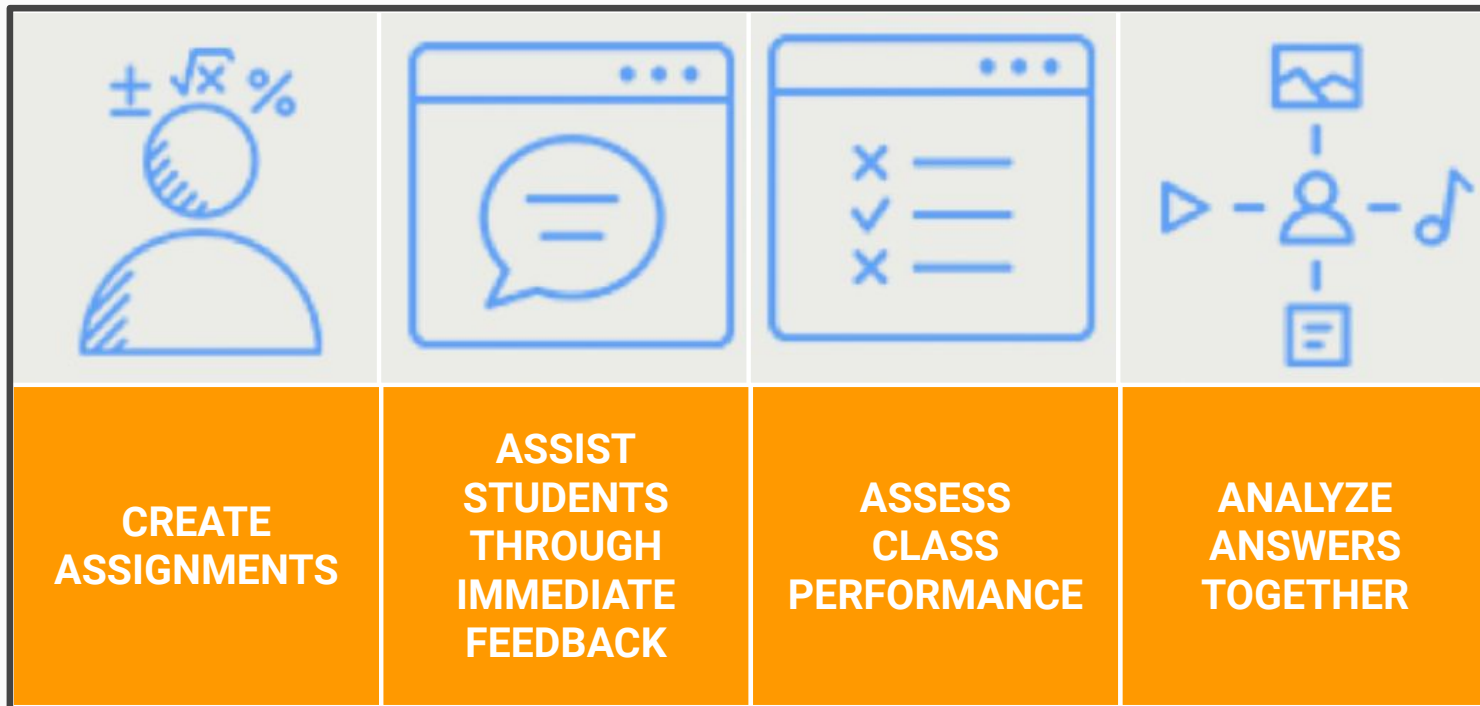 ± √x %
CREATE
ASSIGNMENTS
ASSIST
STUDENTS
THROUGH
IMMEDIATE
FEEDBACK
ASSESS
CLASS
PERFORMANCE
ANALYZE
ANSWERS
TOGETHER